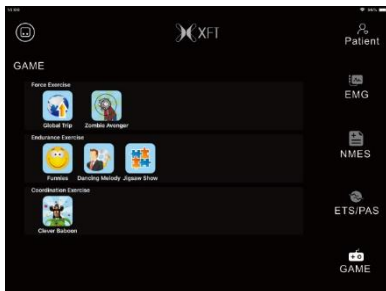 XFT
Patient
GAME
Force Exercise
Global Trip Zombie Avenger
EMG
Endurance Exercise
Funnies Dancing Melody Jigsaw Show
NMES
Coordination Exercise
Clever Baboon
ETS/PAS
GAME